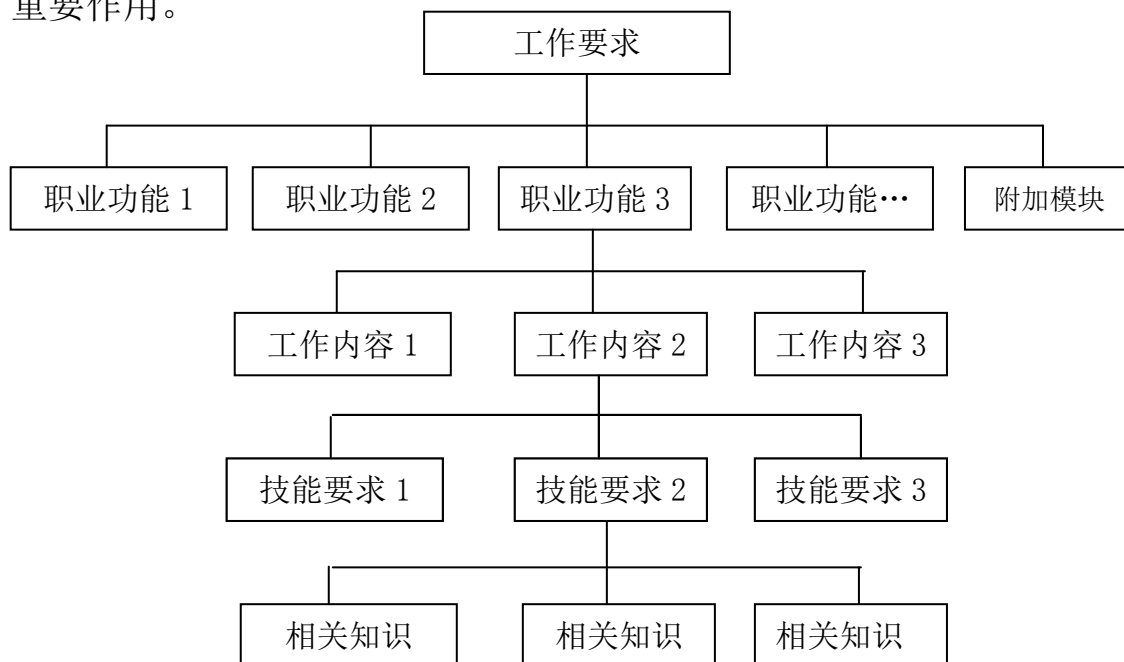 重要作用。
工作要求
职业功能 1 职业功能 2 职业功能 3 职业功能… 附加模块
工作内容 1 工作内容 2 工作内容 3
技能要求 1 技能要求 2 技能要求 3
相关知识 相关知识 相关知识